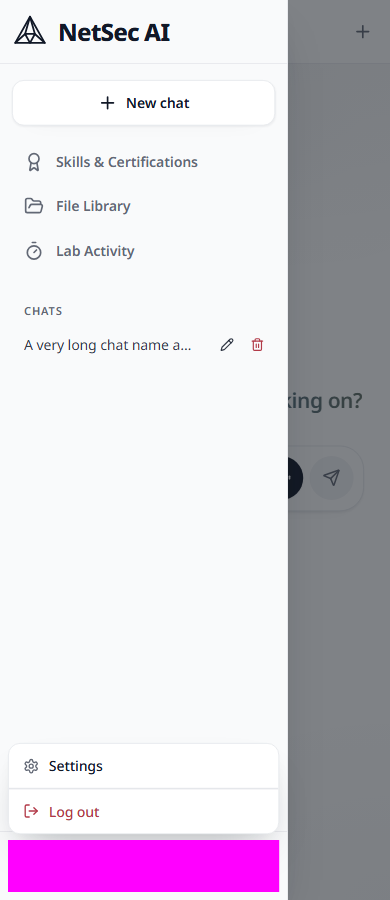 NetSec AI
New chat
Skills & Certifications
File Library
Lab Activity
CHATS
A very long chat name a...
king on?
Settings
Log out